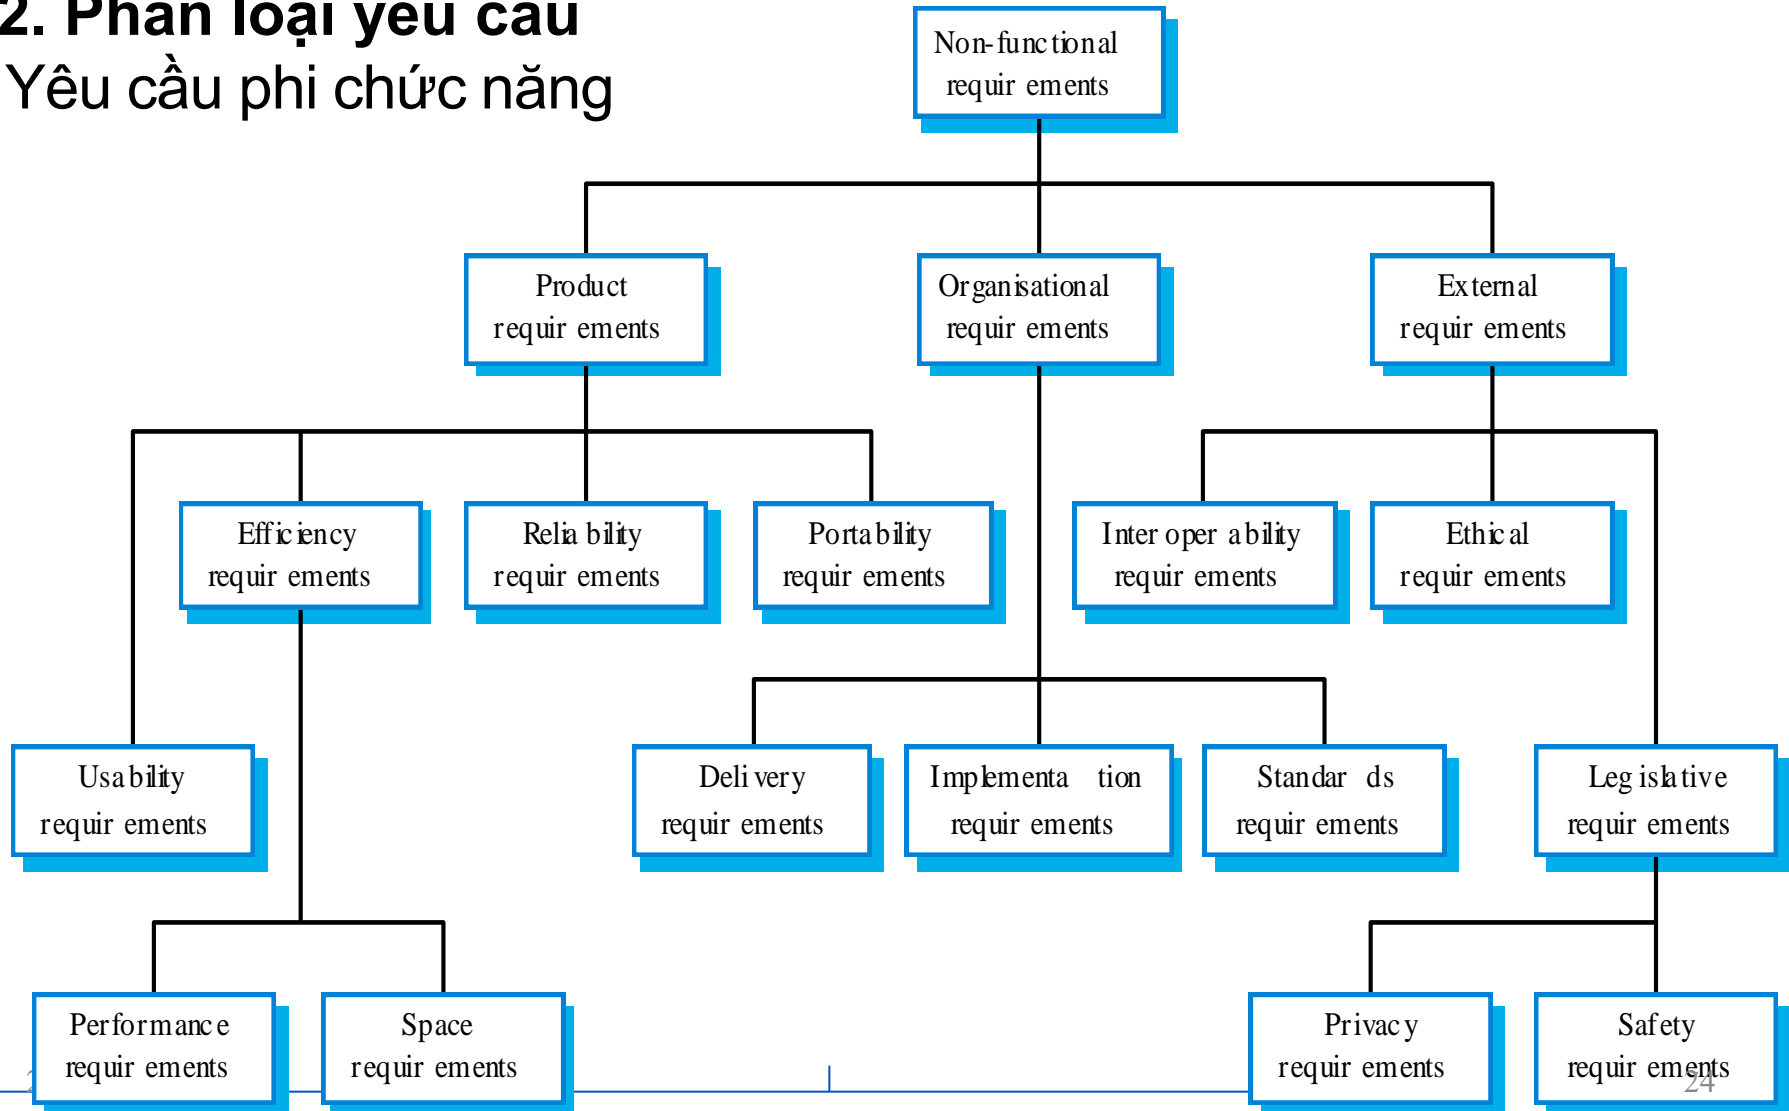 2. Phân loại yêu cầu
Yêu cầu phi chức năng
Non-functional
requirements
Product
requirements
Organisational
requirements
External
requirements
Efficiency
requirements
Reliability
requirements
Portability
requirements
Interoperability
requirements
Ethical
requirements
Usability
requirements
Delivery
requirements
Implementation
requirements
Standards
requirements
Legislative
requirements
Performance
requirements
Space
requirements
Privacy
requirements
Safety
requirements
24